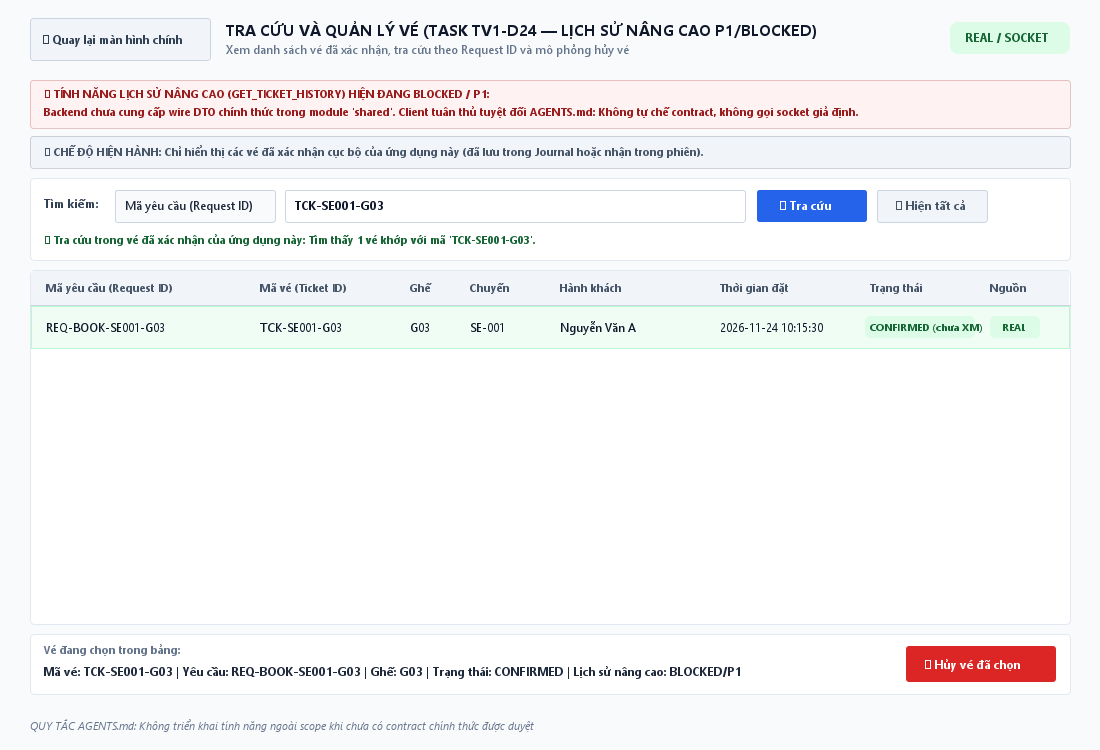 Quay lại màn hình chính
TRA CỨU VÀ QUẢN LÝ VÉ (TASK TV1-D24 — LỊCH SỬ NÂNG CAO P1/BLOCKED)
Xem danh sách vé đã xác nhận, tra cứu theo Request ID và mô phỏng hủy vé
REAL / SOCKET
TÍNH NĂNG LỊCH SỬ NÂNG CAO (GET_TICKET_HISTORY) HIỆN ĐANG BLOCKED / P1:
Backend chưa cung cấp wire DTO chính thức trong module 'shared'. Client tuân thủ tuyệt đối AGENTS.md: Không tự chế contract, không gọi socket giả định.
CHẾ ĐỘ HIỆN HÀNH: Chỉ hiển thị các vé đã xác nhận cục bộ của ứng dụng này (đã lưu trong Journal hoặc nhận trong phiên).
Tìm kiếm: Mã yêu cầu (Request ID) TCK-SE001-G03 Tra cứu Hiện tất cả
Tra cứu trong vé đã xác nhận của ứng dụng này: Tìm thấy 1 vé khớp với mã 'TCK-SE001-G03'.
Mã yêu cầu (Request ID) Mã vé (Ticket ID) Ghế Chuyến Hành khách Thời gian đặt Trạng thái Nguồn
REQ-BOOK-SE001-G03 TCK-SE001-G03 G03 SE-001 Nguyễn Văn A 2026-11-24 10:15:30 CONFIRMED (chưa XM) REAL
Vé đang chọn trong bảng:
Mã vé: TCK-SE001-G03 | Yêu cầu: REQ-BOOK-SE001-G03 | Ghế: G03 | Trạng thái: CONFIRMED | Lịch sử nâng cao: BLOCKED/P1
Hủy vé đã chọn
QUY TẮC AGENTS.md: Không triển khai tính năng ngoài scope khi chưa có contract chính thức được duyệt